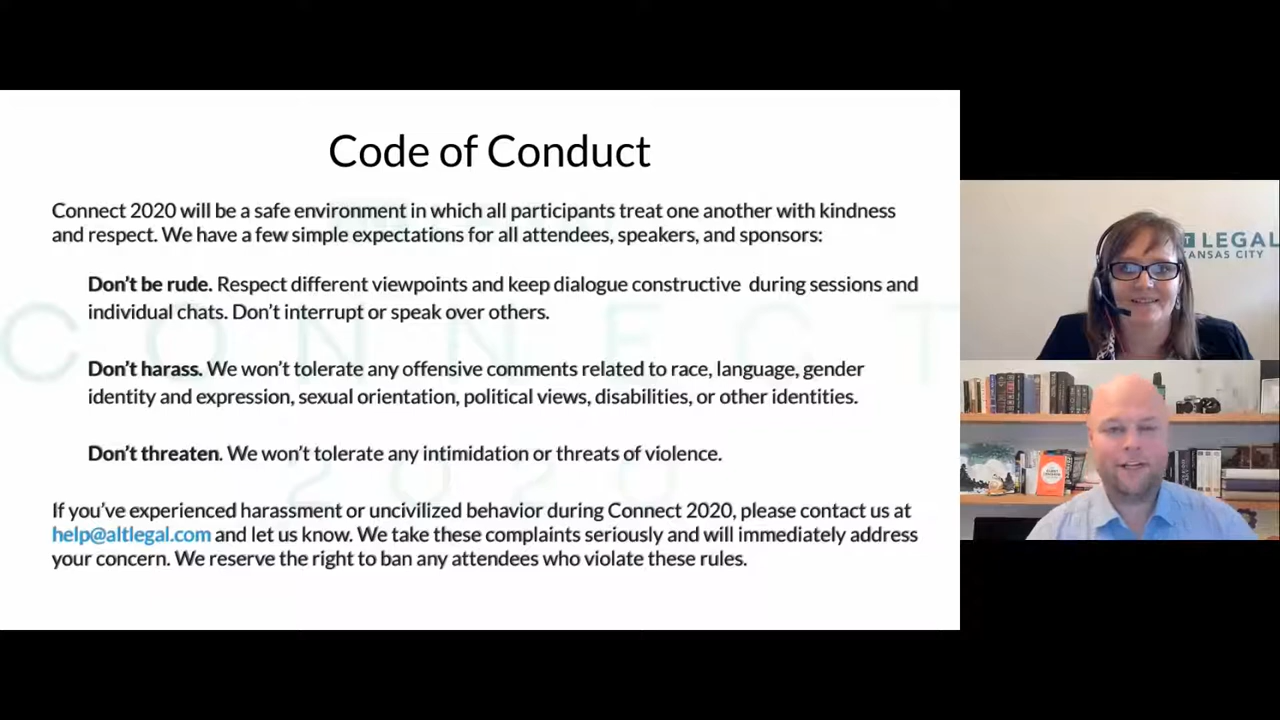 Code of Conduct
Connect 2020 will be a safe environment in which all participants treat one another with kindness
and respect. We have a few simple expectations for all attendees, speakers, and sponsors:
Don't be rude. Respect different viewpoints and keep dialogue constructive during sessions and
individual chats. Don't interrupt or speak over others.
Don't harass. We won't tolerate any offensive comments related to race, language, gender
identity and expression, sexual orientation, political views, disabilities, or other identities.
Don't threaten. We won't tolerate any intimidation or threats of violence.
If you've experienced harassment or uncivilized behavior during Connect 2020, please contact us at
help@altlegal.com and let us know. We take these complaints seriously and will immediately address
your concern. We reserve the right to ban any attendees who violate these rules.
CONNECT
2020
LEGAL
KANSAS CITY